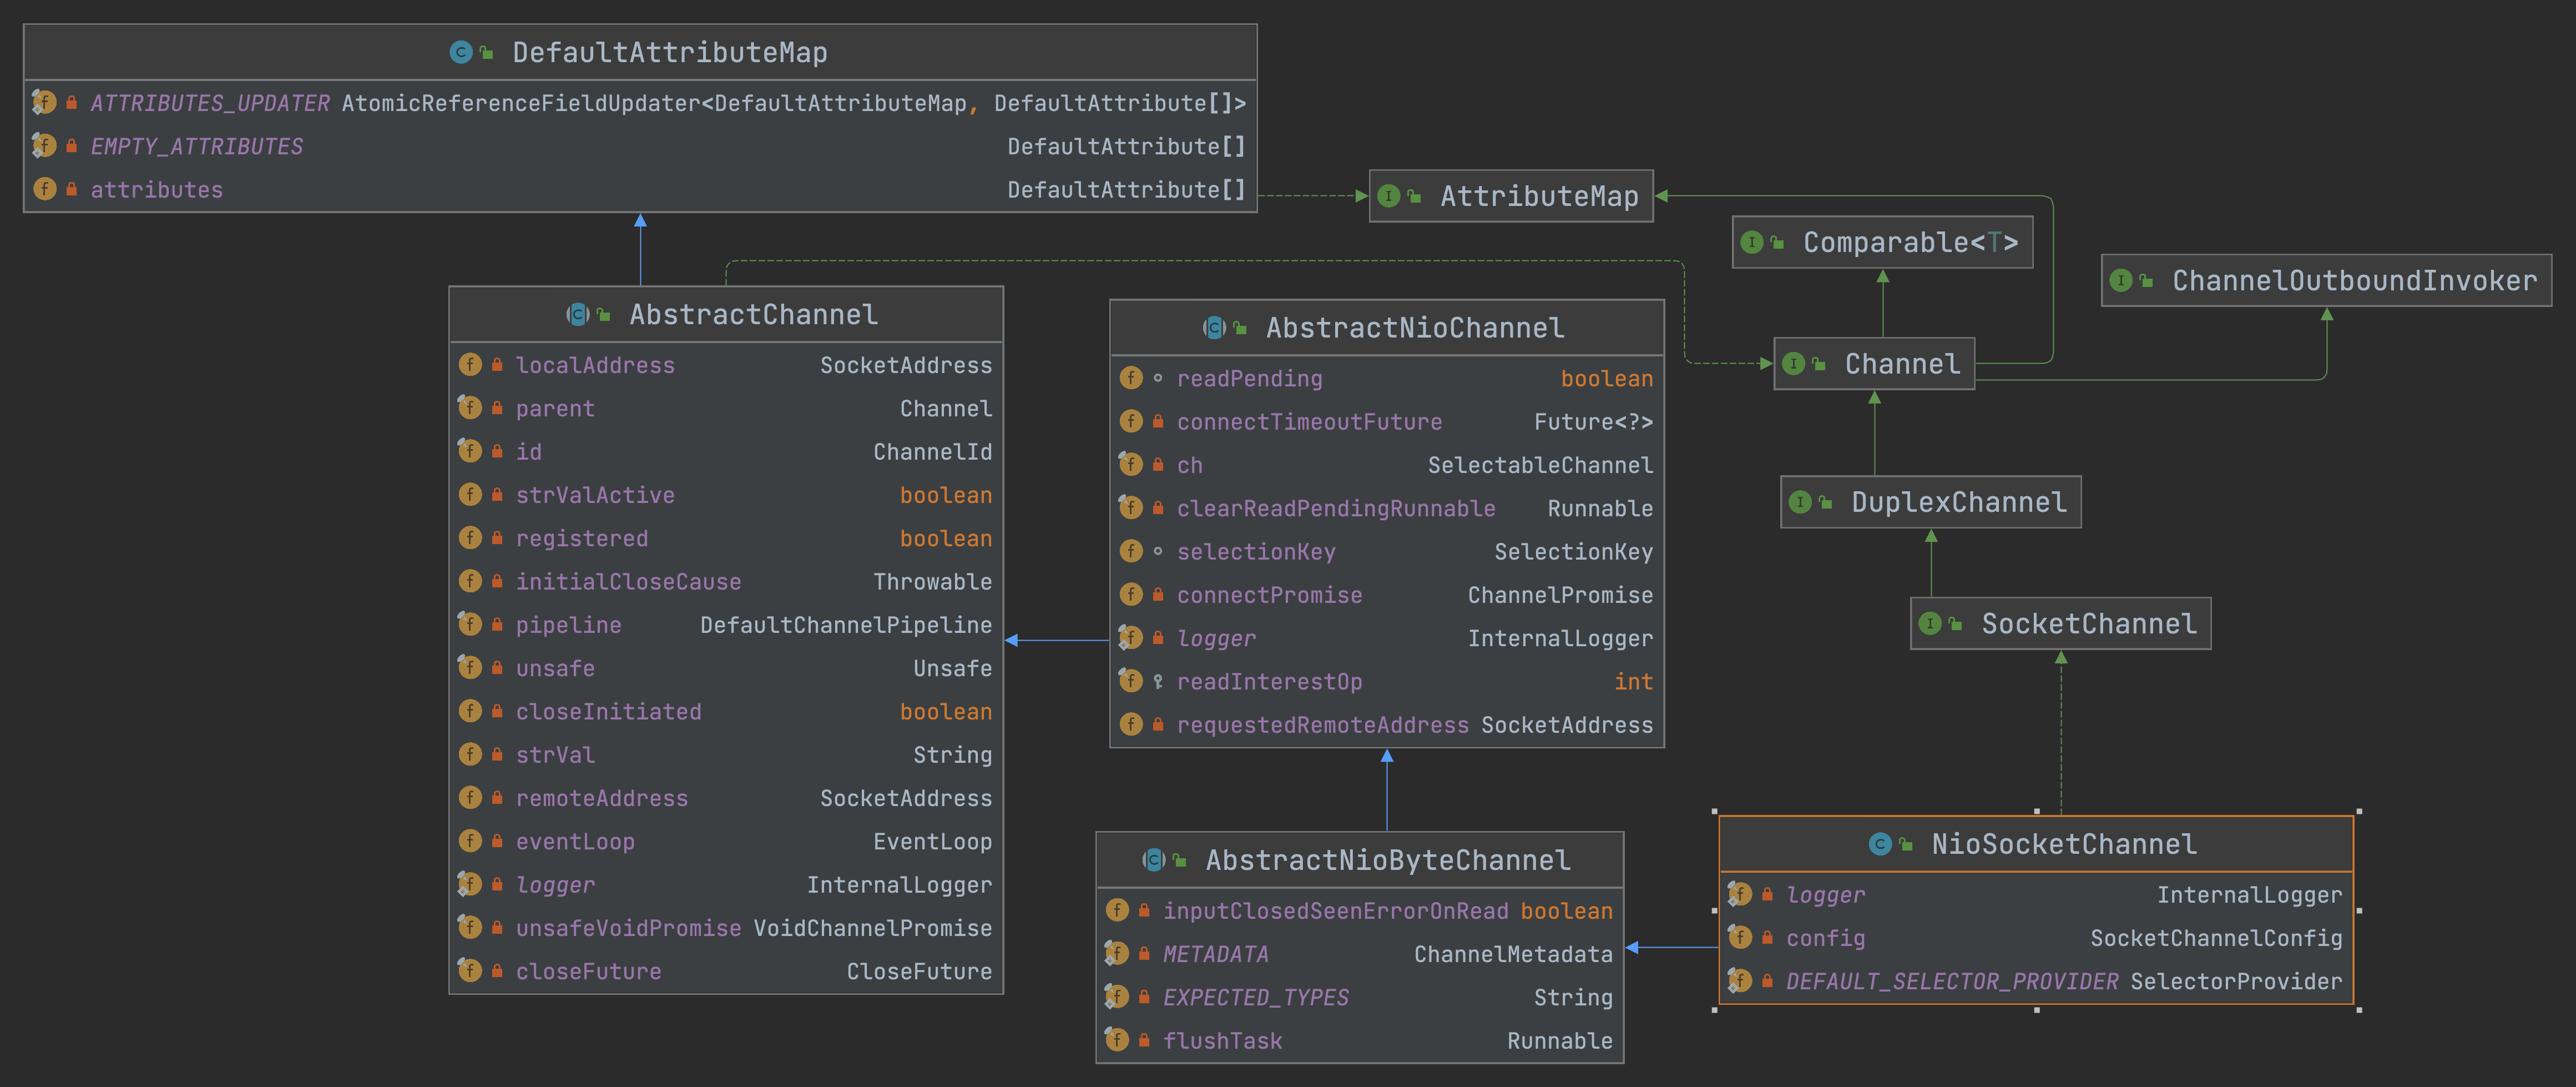 DefaultAttributeMap
ATTRIBUTES_UPDATER AtomicReferenceFieldUpdater<DefaultAttributeMap, DefaultAttribute[]>
EMPTY_ATTRIBUTES DefaultAttribute[]
attributes DefaultAttribute[]
AttributeMap
Comparable<T>
ChannelOutboundInvoker
Channel
DuplexChannel
SocketChannel
AbstractChannel
localAddress SocketAddress
parent Channel
id ChannelId
strValActive boolean
registered boolean
initialCloseCause Throwable
pipeline DefaultChannelPipeline
unsafe Unsafe
closeInitiated boolean
strVal String
remoteAddress SocketAddress
eventLoop EventLoop
logger InternalLogger
unsafeVoidPromise VoidChannelPromise
closeFuture CloseFuture
AbstractNioChannel
readPending boolean
connectTimeoutFuture Future<?>
ch SelectableChannel
clearReadPendingRunnable Runnable
selectionKey SelectionKey
connectPromise ChannelPromise
logger InternalLogger
readInterestOp int
requestedRemoteAddress SocketAddress
AbstractNioByteChannel
inputClosedSeenErrorOnRead boolean
METADATA ChannelMetadata
EXPECTED_TYPES String
flushTask Runnable
NioSocketChannel
logger InternalLogger
config SocketChannelConfig
DEFAULT_SELECTOR_PROVIDER SelectorProvider